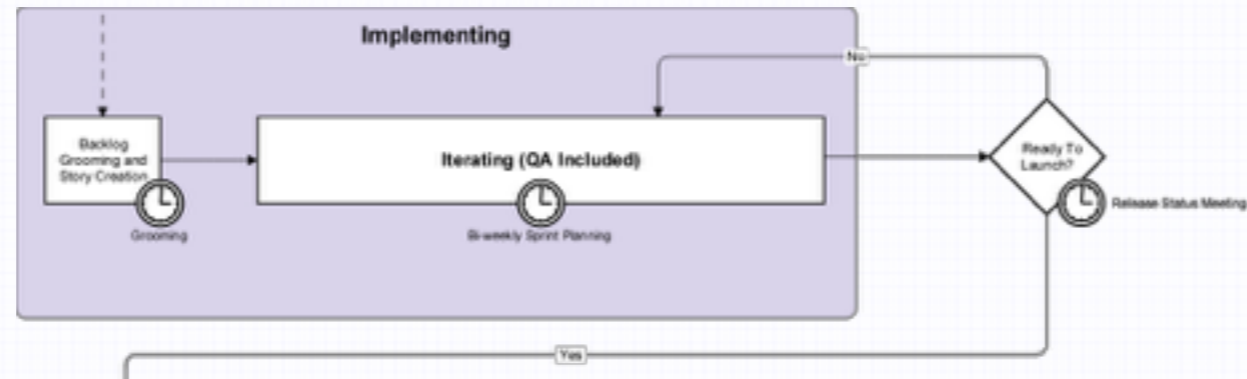 Implementing
No
Backlog
Grooming and
Story Creation
Iterating (QA Included)
Ready To
Launch?
Release Status Meeting
Grooming
Bi-weekly Sprint Planning
Yes